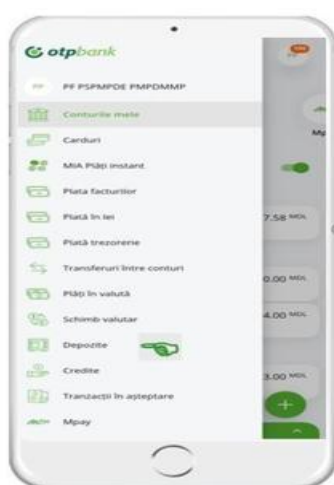 otpbank
PF PSPMPDE PMPDMMP
Conturile mele
Carduri
MIA Plăți instant
Plata facturilor
Plată în lei
7.58 MDL
Plată trezorerie
Transferuri între conturi
0.00 MDL
Plăți în valută
4.00 MDL
Schimb valutar
Depozite
Credite
3.00 MDL
Tranzacții în așteptare
Mpay